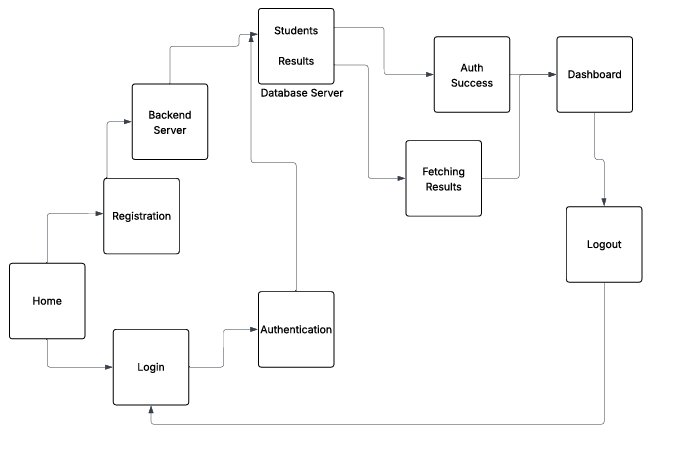 Students
Results
Database Server
Auth
Success
Dashboard
Backend
Server
Fetching
Results
Registration
Logout
Home
Authentication
Login